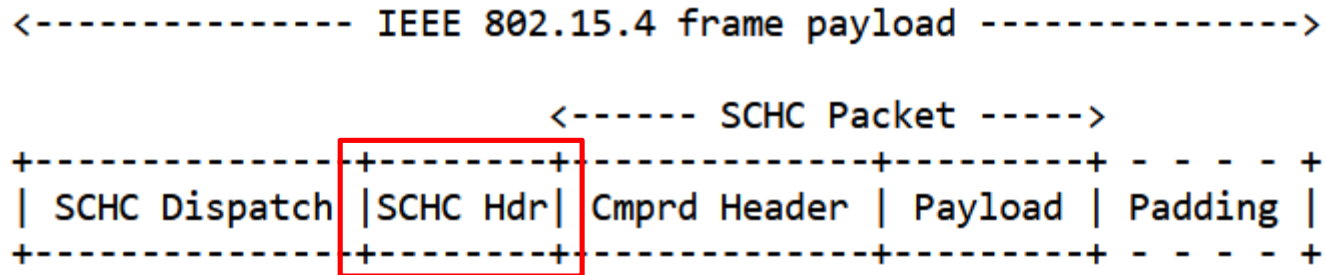 <--------------- IEEE 802.15.4 frame payload --------------->
<------ SCHC Packet ----->
+---------------+--------+--------------+---------+ - - - - +
| SCHC Dispatch |SCHC Hdr| Cmprd Header | Payload | Padding |
+---------------+--------+--------------+---------+ - - - - +